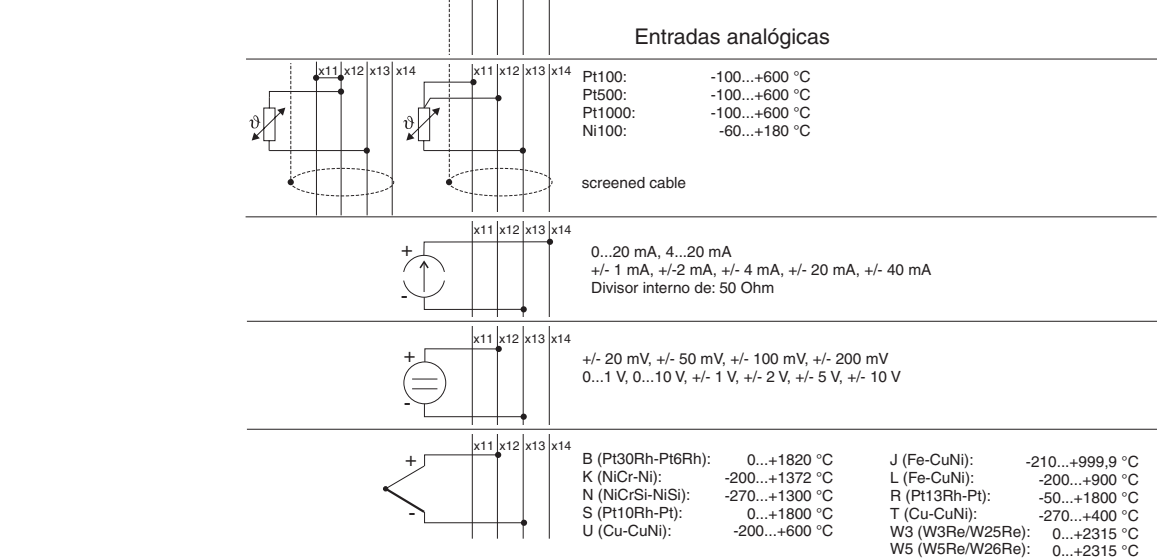 Entradas analógicas
x11 x12 x13 x14 x11 x12 x13 x14
Pt100: -100...+600 °C
Pt500: -100...+600 °C
Pt1000: -100...+600 °C
Ni100: -60...+180 °C
ϑ ϑ
screened cable
x11 x12 x13 x14
+
-
0...20 mA, 4...20 mA
+/- 1 mA, +/-2 mA, +/- 4 mA, +/- 20 mA, +/- 40 mA
Divisor interno de: 50 Ohm
x11 x12 x13 x14
+
-
+/- 20 mV, +/- 50 mV, +/- 100 mV, +/- 200 mV
0...1 V, 0...10 V, +/- 1 V, +/- 2 V, +/- 5 V, +/- 10 V
x11 x12 x13 x14
+
-
B (Pt30Rh-Pt6Rh): 0...+1820 °C
K (NiCr-Ni): -200...+1372 °C
N (NiCrSi-NiSi): -270...+1300 °C
S (Pt10Rh-Pt): 0...+1800 °C
U (Cu-CuNi): -200...+600 °C
J (Fe-CuNi): -210...+999,9 °C
L (Fe-CuNi): -200...+900 °C
R (Pt13Rh-Pt): -50...+1800 °C
T (Cu-CuNi): -270...+400 °C
W3 (W3Re/W25Re): 0...+2315 °C
W5 (W5Re/W26Re): 0...+2315 °C